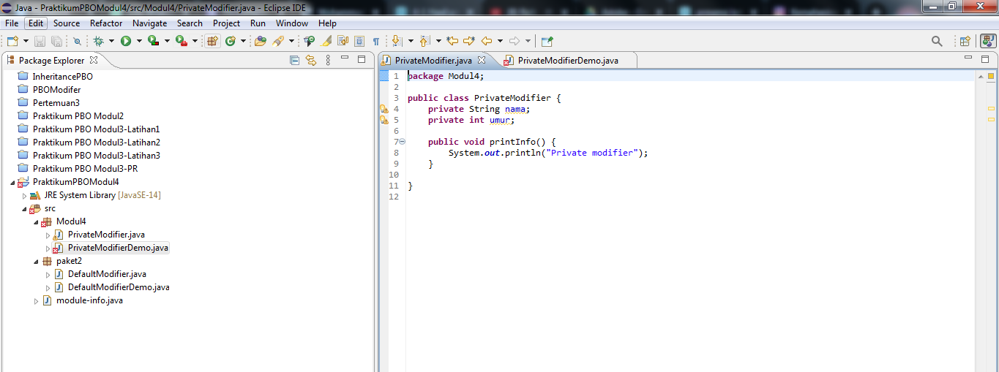 Java - PraktikumPBOModul4/src/Modul4/PrivateModifier.java - Eclipse IDE
File Edit Source Refactor Navigate Search Project Run Window Help
Package Explorer
InheritancePBO
PBOModifer
Pertemuan3
Praktikum PBO Modul2
Praktikum PBO Modul3-Latihan1
Praktikum PBO Modul3-Latihan2
Praktikum PBO Modul3-Latihan3
Praktikum PBO Modul3-PR
PraktikumPBOModul4
JRE System Library [JavaSE-14]
src
Modul4
PrivateModifier.java
PrivateModifierDemo.java
paket2
DefaultModifier.java
DefaultModifierDemo.java
module-info.java
PrivateModifier.java PrivateModifierDemo.java
1 package Modul4;
2
3 public class PrivateModifier {
4 private String nama;
5 private int umur;
6
7 public void printInfo() {
8 System.out.println("Private modifier");
9 }
10
11 }
12